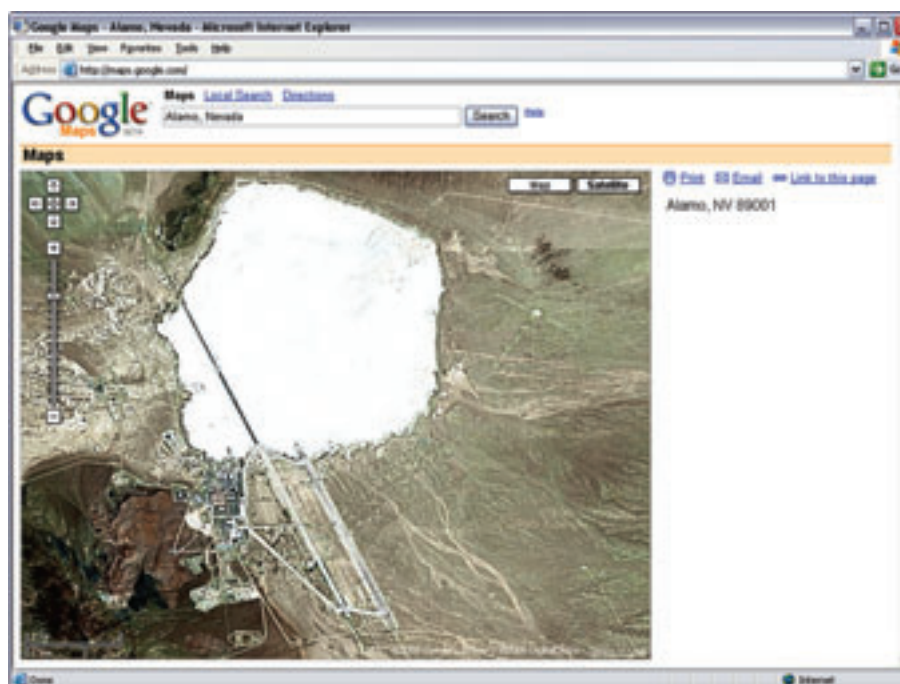 Google Maps - Alamo, Nevada - Microsoft Internet Explorer
File Edit View Favorites Tools Help
Address http://maps.google.com/ Go
Maps Local Search Directions
Google Maps BETA
Alamo, Nevada Search Help
Maps
Map Satellite
Print Email Link to this page
Alamo, NV 89001
Done Internet